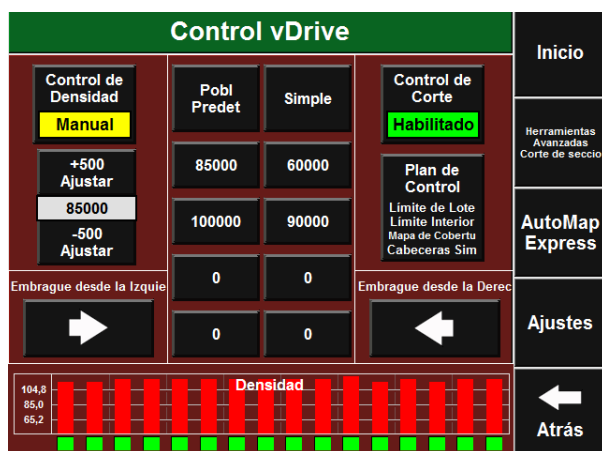 Control vDrive
Inicio
Control de
Densidad
Manual
Pobl
Predet
Simple
Control de
Corte
Habilitado
Herramientas
Avanzadas
Corte de seccio
+500
Ajustar
85000
-500
Ajustar
85000
60000
100000
90000
0
0
0
0
Plan de
Control
Límite de Lote
Límite Interior
Mapa de Cobertu
Cabeceras Sim
AutoMap
Express
Embrague desde la Izquie
Embrague desde la Derec
Ajustes
Densidad
104,8
85,0
65,2
Atrás